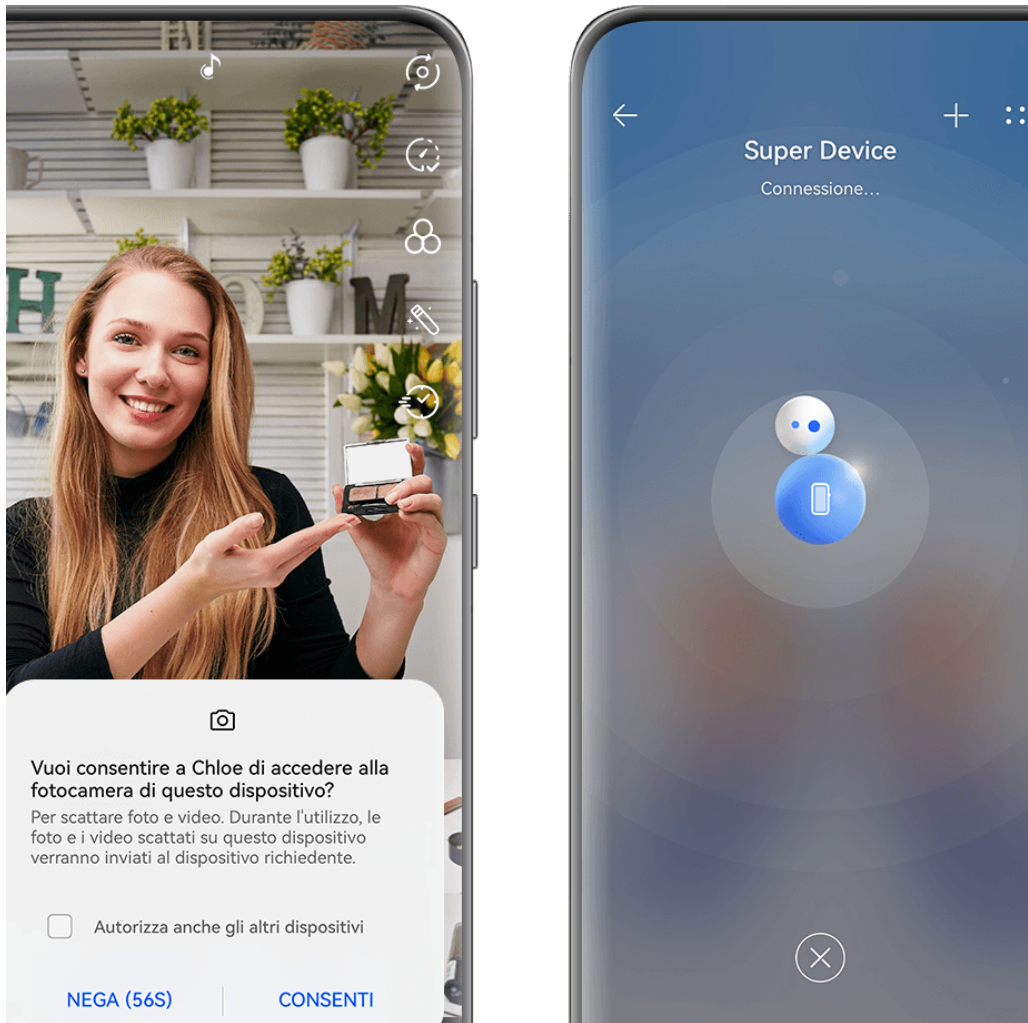 H O M
Vuoi consentire a Chloe di accedere alla
fotocamera di questo dispositivo?
Per scattare foto e video. Durante l'utilizzo, le
foto e i video scattati su questo dispositivo
verranno inviati al dispositivo richiedente.
Autorizza anche gli altri dispositivi
NEGA (56S)
CONSENTI
Super Device
Connessione...